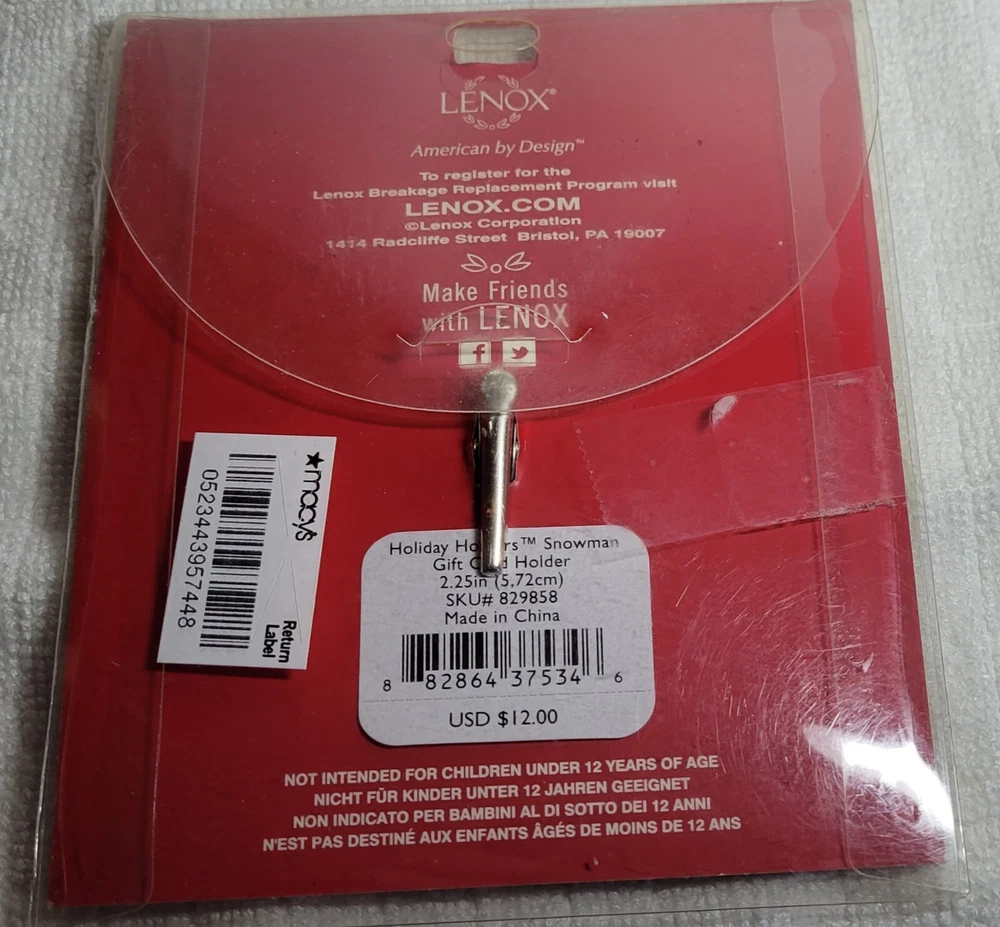 LENOX®
American by Design™
To register for the
Lenox Breakage Replacement Program visit
LENOX.COM
©Lenox Corporation
1414 Radcliffe Street Bristol, PA 19007
Make Friends
with LENOX
f
★macy's
0523443957448
Return
Label
Holiday ™ Snowman
Gift Holder
2.25in (5,72cm)
SKU# 829858
Made in China
8 82864 37534 6
USD $12.00
NOT INTENDED FOR CHILDREN UNDER 12 YEARS OF AGE
NICHT FÜR KINDER UNTER 12 JAHREN GEEIGNET
NON INDICATO PER BAMBINI AL DI SOTTO DEI 12 ANNI
N'EST PAS DESTINÉ AUX ENFANTS ÂGÉS DE MOINS DE 12 ANS